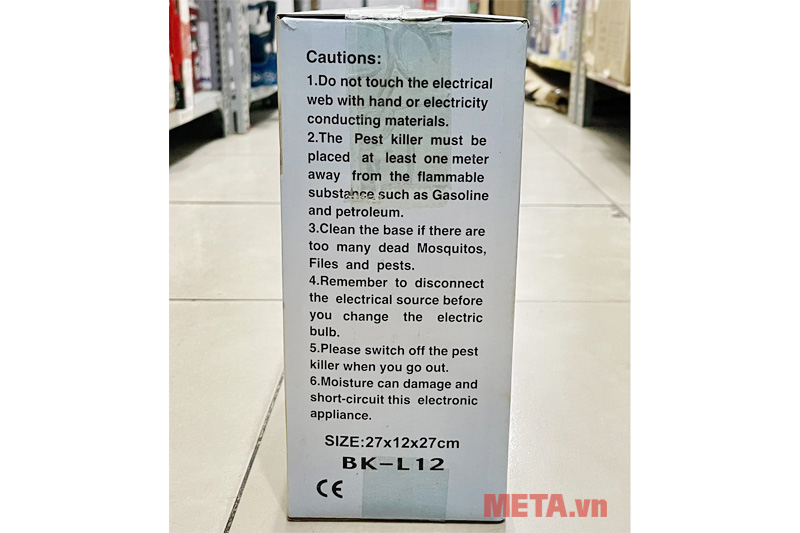 Cautions:
1.Do not touch the electrical
web with hand or electricity
conducting materials.
2.The Pest killer must be
placed at least one meter
away from the flammable
substance such as Gasoline
and petroleum.
3.Clean the base if there are
too many dead Mosquitos,
Files and pests.
4.Remember to disconnect
the electrical source before
you change the electric
bulb.
5.Please switch off the pest
killer when you go out.
6.Moisture can damage and
short-circuit this electronic
appliance.
SIZE:27x12x27cm
BK-L12
CE
META.vn